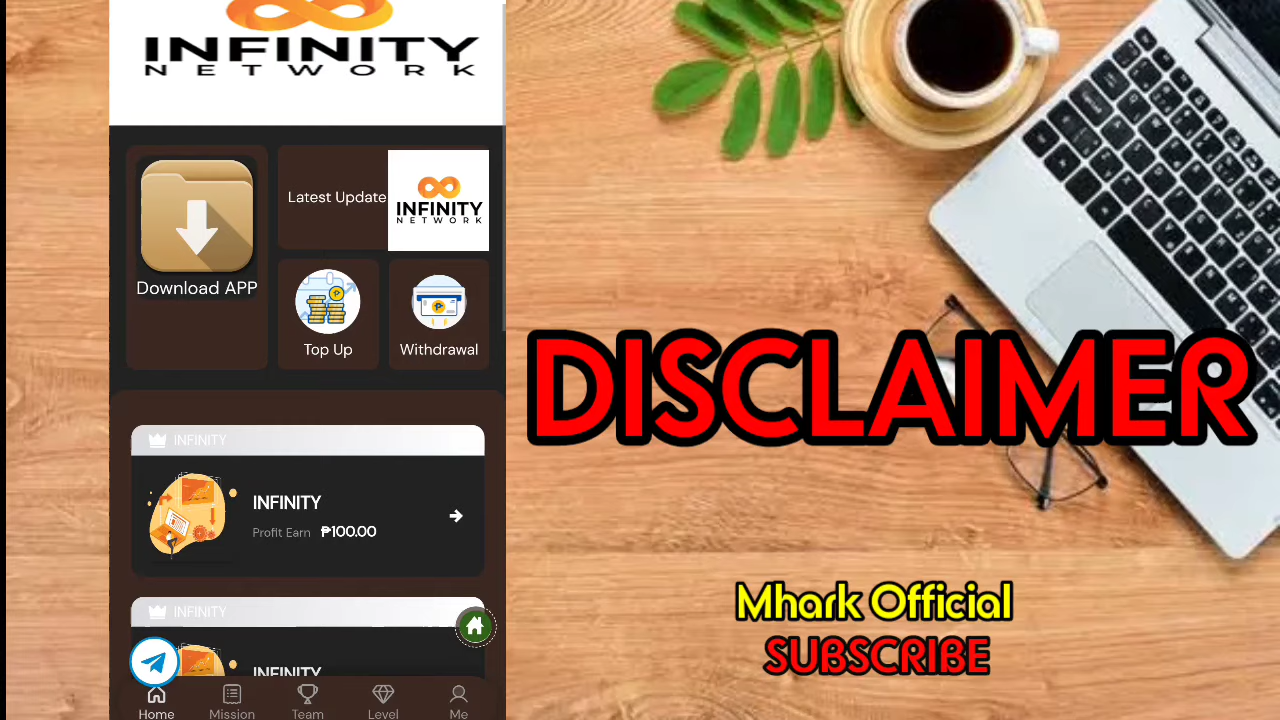 INFINITY
NETWORK
Download APP
Latest Update
INFINITY
NETWORK
Top Up
Withdrawal
INFINITY
INFINITY
Profit Earn ₱100.00
INFINITY
INFINITY
Home
Mission
Team
Level
Me
DISCLAIMER
Mhark Official
SUBSCRIBE